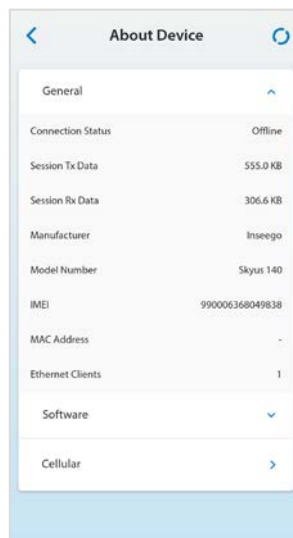 About Device
General
Connection Status Offline
Session Tx Data 555.0 KB
Session Rx Data 306.6 KB
Manufacturer Inseego
Model Number Skyus 140
IMEI 990006368049838
MAC Address -
Ethernet Clients 1
Software
Cellular